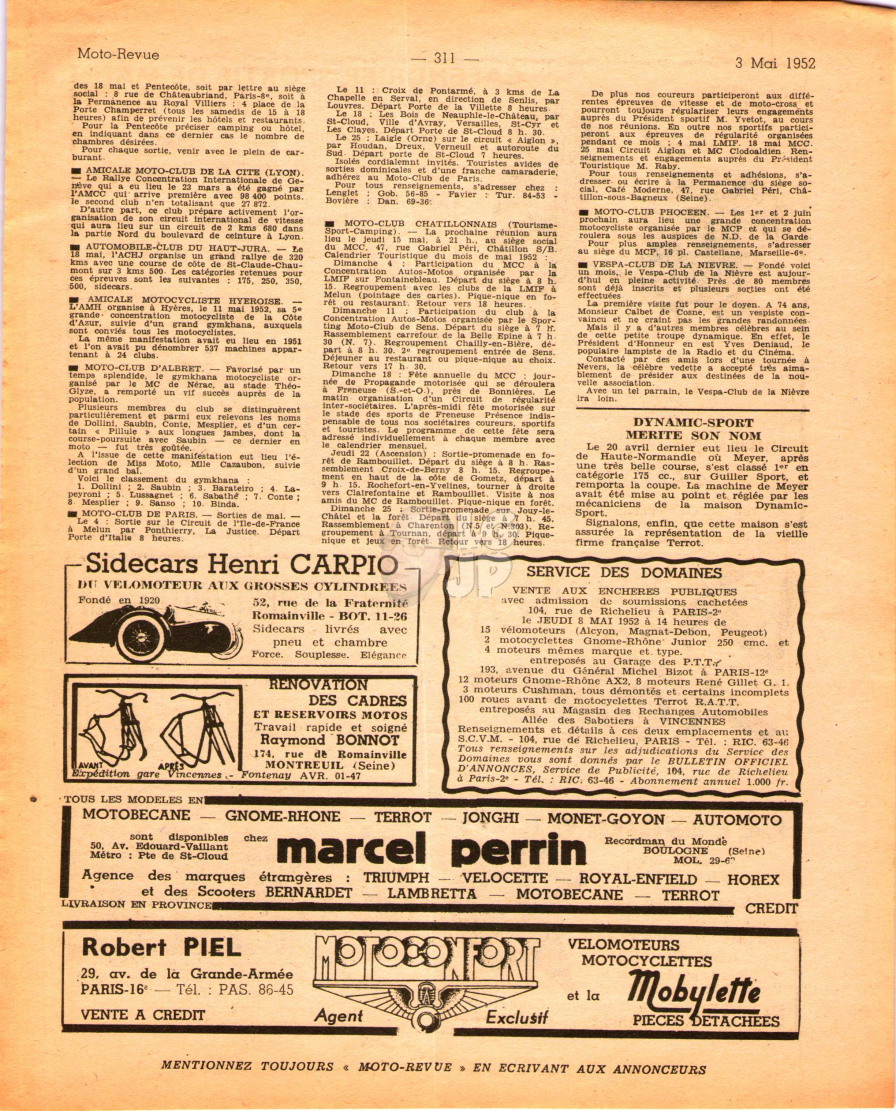 Moto-Revue
— 311 —
3 Mai 1952
des 18 mai et Pentecôte, soit par lettre au siège
social : 8 rue de Châteaubriand, Paris-8e, soit à
la Permanence au Royal Villiers : 4 place de la
Porte Champerret (tous les samedis de 15 à 18
heures) afin de prévenir les hôtels et restaurants.
Pour la Pentecôte préciser camping ou hôtel,
en indiquant dans ce dernier cas le nombre de
chambres désirées.
Pour chaque sortie, venir avec le plein de car-
burant.
■ AMICALE MOTO-CLUB DE LA CITE (LYON).
— Le Rallye Concentration Internationale de Ge-
nève qui a eu lieu le 23 mars a été gagné par
l'AMCC qui arrive première avec 98 400 points.
le second club n'en totalisant que 27 872.
D'autre part, ce club prépare activement l'or-
ganisation de son circuit international de vitesse
qui aura lieu sur un circuit de 2 kms 680 dans
la partie Nord du boulevard de ceinture à Lyon.
■ AUTOMOBILE-CLUB DU HAUT-JURA. — Le
18 mai, l'ACHJ organise un grand rallye de 320
kms avec une course de côte de St-Claude-Chau-
mont sur 3 kms 500. Les catégories retenues pour
ces épreuves sont les suivantes : 175, 250, 350,
500, sidecars.
■ AMICALE MOTOCYCLISTE HYEROISE. —
L'AMH organise à Hyères, le 11 mai 1952, sa 5e
grande concentration motocycliste de la Côte
d'Azur, suivie d'un grand gymkhana, auxquels
sont conviés tous les motocyclistes.
La même manifestation avait eu lieu en 1951
et l'on avait pu dénombrer 537 machines appar-
tenant à 24 clubs.
■ MOTO-CLUB D'ALBRET. — Favorisé par un
temps splendide, le gymkhana motocycliste or-
ganisé par le MC de Nérac, au stade Théo-
Glyze, a remporté un vif succès auprès de la
population.
Plusieurs membres du club se distinguèrent
particulièrement et parmi eux relevons les noms
de Dollini, Saubin, Conte, Mesplier, et d'un cer-
tain « Pillule » aux longues jambes, dont la
course-poursuite avec Saubin — ce dernier en
moto — fut très goûtée.
A l'issue de cette manifestation eut lieu l'é-
lection de Miss Moto, Mlle Cazaubon, suivie
d'un grand bal.
Voici le classement du gymkhana :
1. Dollini ; 2. Saubin ; 3. Barateiro ; 4. La-
peyroni ; 5. Lussagnet ; 6. Sabathé ; 7. Conte ;
8. Mesplier ; 9. Sanso ; 10. Binda.
■ MOTO-CLUB DE PARIS. — Sorties de mai. —
Le 4 : Sortie sur le Circuit de l'Ile-de-France
à Melun par Ponthierry, La Justice. Départ
Porte d'Italie 8 heures.
Le 11 : Croix de Pontarmé, à 3 kms de La
Chapelle en Serval, en direction de Senlis, par
Louvres. Départ Porte de la Villette 8 heures.
Le 18 : Les Bois de Neauphle-le-Château, par
St-Cloud, Ville d'Avray, Versailles, St-Cyr et
Les Clayes. Départ Porte de St-Cloud 8 h. 30.
Le 25 : Laigle (Orne) sur le circuit « Aiglon »,
par Houdan, Dreux, Verneuil et autoroute du
Sud. Départ porte de St-Cloud 7 heures.
Isolés cordialemnt invités. Touristes avides de
sorties dominicales et d'une franche camaraderie,
adhérez au Moto-Club de Paris.
Pour tous renseignements, s'adresser chez :
Lenglet : Gob. 56-85 - Favier : Tur. 84-53 -
Bovière : Dan. 69-36:
■ MOTO-CLUB CHATILLONNAIS (Tourisme-
Sport-Camping). — La prochaine réunion aura
lieu le jeudi 15 mai, à 21 h., au siège social
du MCC, 47, rue Gabriel Péri, Châtillon S/B.
Calendrier Touristique du mois de mai 1952 :
Dimanche 4 : Participation du MCC à la
Concentration Autos-Motos organisée par la
LMIF sur Fontainebleau. Départ du siège à 8 h.
15. Regroupement avec les clubs de la LMIF à
Melun (pointage des cartes). Pique-nique en fo-
rêt ou restaurant. Retour vers 18 heures.
Dimanche 11 : Participation du club à la
Concentration Autos-Motos organisée par le Spor-
ting Moto-Club de Sens. Départ du siège à 7 h.
Rassemblement carrefour de la Belle Epine à 7 h.
30 (N. 7). Regroupement Chailly-en-Bière, dé-
part à 8 h. 30. 2e regroupement entrée de Sens.
Déjeuner au restaurant ou pique-nique au choix.
Retour vers 17 h. 30.
Dimanche 18 : Fête annuelle du MCC : jour-
née de Propagande motorisée qui se déroulera
à Freneuse (S.-et-O.), près de Bonnières. Le
matin organisation d'un Circuit de régularité
inter-sociétaires. L'après-midi fête motorisée sur
le stade des sports de Freneuse Présence indis-
pensable de tous nos sociétaires coureurs, sportifs
et touristes. Le programme de cette fête sera
adressé individuellement à chaque membre avec
le calendrier mensuel.
Jeudi 22 (Ascension) : Sortie-promenade en fo-
rêt de Rambouillet. Départ du siège à 8 h. Ras-
semblement Croix-de-Berny 8 h. 15. Regroupe-
ment en haut de la côte de Gometz, départ à
9 h. 15. Rochefort-en-Yvelines, tourner à droite
vers Clairefontaine et Rambouillet. Visite à nos
amis du MC de Rambouillet. Pique-nique en forêt.
Dimanche 25 : Sortie-promenade sur Jouy-le-
Châtel et la forêt Départ du siège 7 h. 45.
Rassemblement à Charenton (N.5 et N.30). Re-
groupement à Tournan, départ à 9 h. 30. Pique-
nique et jeux en forêt. Retour vers 18 heures.
De plus nos coureurs participeront aux diffé-
rentes épreuves de vitesse et de moto-cross et
pourront toujours régulariser leurs engagements
auprès du Président sportif M. Yvetot, au cours
de nos réunions. En outre nos sportifs partici-
peront aux épreuves de régularité organisées
pendant ce mois : 4 mai LMIF. 18 mai MCC.
25 mai Circuit Aiglon et MC Clodoaldien Ren-
seignements et engagements auprès du Président
Touristique M. Raby.
Pour tous renseignements et adhésions, s'a-
dresser ou écrire à la Permanence du siège so-
cial, Café Moderne, 47, rue Gabriel Péri, Châ-
tillon-sous-Bagneux (Seine).
■ MOTO-CLUB PHOCEEN. — Les 1er et 2 juin
prochain aura lieu une grande concentration
motocycliste organisée par le MCP et qui se dé-
roulera sous les auspices de N.D. de la Garde
Pour plus amples renseignements, s'adresser
au siège du MCP, 16 pl. Castellane, Marseille-6e.
■ VESPA-CLUB DE LA NIEVRE. — Fondé voici
un mois, le Vespa-Club de la Nièvre est aujour-
d'hui en pleine activité. Près de 80 membres
sont déjà inscrits et plusieurs sorties ont été
effectuées
La première visite fut pour le doyen. A 74 ans,
Monsieur Calbet de Cosne, est un vespiste con-
vaincu et ne craint pas les grandes randonnées
Mais il y a d'autres membres célèbres au sein
de cette petite troupe dynamique. En effet, le
Président d'Honneur en est Yves Deniaud, le
populaire lampiste de la Radio et du Cinéma.
Contacté par des amis lors d'une tournée à
Nevers, la célèbre vedette a accepté très aima-
blement de présider aux destinées de la nou-
velle association.
Avec un tel parrain, le Vespa-Club de la Nièvre
ira loin.
DYNAMIC-SPORT
MERITE SON NOM
Le 20 avril dernier eut lieu le Circuit
de Haute-Normandie où Meyer, après
une très belle course, s'est classé 1er en
catégorie 175 cc., sur Guiller Sport, et
remporta la coupe. La machine de Meyer
avait été mise au point et réglée par les
mécaniciens de la maison Dynamic-
Sport.
Signalons, enfin, que cette maison s'est
assurée la représentation de la vieille
firme française Terrot.
Sidecars Henri CARPIO
DU VELOMOTEUR AUX GROSSES CYLINDREES
Fondé en 1920
52, rue de la Fraternité
Romainville - BOT. 11-26
Sidecars livrés avec
pneu et chambre
Force. Souplesse. Elégance
RENOVATION
DES CADRES
ET RESERVOIRS MOTOS
Travail rapide et soigné
Raymond BONNOT
174, rue de Romainville
MONTREUIL (Seine)
AVANT
APRÈS
Expédition gare Vincennes - Fontenay AVR. 01-47
SERVICE DES DOMAINES
VENTE AUX ENCHERES PUBLIQUES
avec admission de soumissions cachetées
104, rue de Richelieu à PARIS-2e
le JEUDI 8 MAI 1952 à 14 heures de
15 vélomoteurs (Alcyon, Magnat-Debon, Peugeot)
2 motocyclettes Gnome-Rhône Junior 250 cmc. et
4 moteurs mêmes marque et type.
entreposés au Garage des P.T.T.
193, avenue du Général Michel Bizot à PARIS-12e
12 moteurs Gnome-Rhône AX2, 8 moteurs René Gillet G. 1.
3 moteurs Cushman, tous démontés et certains incomplets
100 roues avant de motocyclettes Terrot R.A.T.T.
entreposés au Magasin des Rechanges Automobiles
Allée des Sabotiers à VINCENNES
Renseignements et détails à ces deux emplacements et au
S.C.V.M. - 104, rue de Richelieu, PARIS - Tél. : RIC. 63-46
Tous renseignements sur les adjudications du Service des
Domaines vous sont donnés par le BULLETIN OFFICIEL
D'ANNONCES, Service de Publicité, 104, rue de Richelieu
à Paris-2e - Tél. : RIC. 63-46 - Abonnement annuel 1.000 fr.
TOUS LES MODELES EN
MOTOBECANE — GNOME-RHONE — TERROT — JONGHI — MONET-GOYON — AUTOMOTO
sont disponibles chez
50, Av. Edouard-Vaillant
Métro : Pte de St-Cloud
marcel perrin
Recordman du Monde
BOULOGNE (Seine)
MOL. 29-6
Agence des marques étrangères : TRIUMPH — VELOCETTE — ROYAL-ENFIELD — HOREX
et des Scooters BERNARDET — LAMBRETTA — MOTOBECANE — TERROT
LIVRAISON EN PROVINCE
CREDIT
Robert PIEL
29, av. de la Grande-Armée
PARIS-16e — Tél. : PAS. 86-45
VENTE A CREDIT
MOTOCONFORT
Agent Exclusif
VELOMOTEURS
MOTOCYCLETTES
et la Mobylette
PIECES DETACHEES
MENTIONNEZ TOUJOURS « MOTO-REVUE » EN ECRIVANT AUX ANNONCEURS